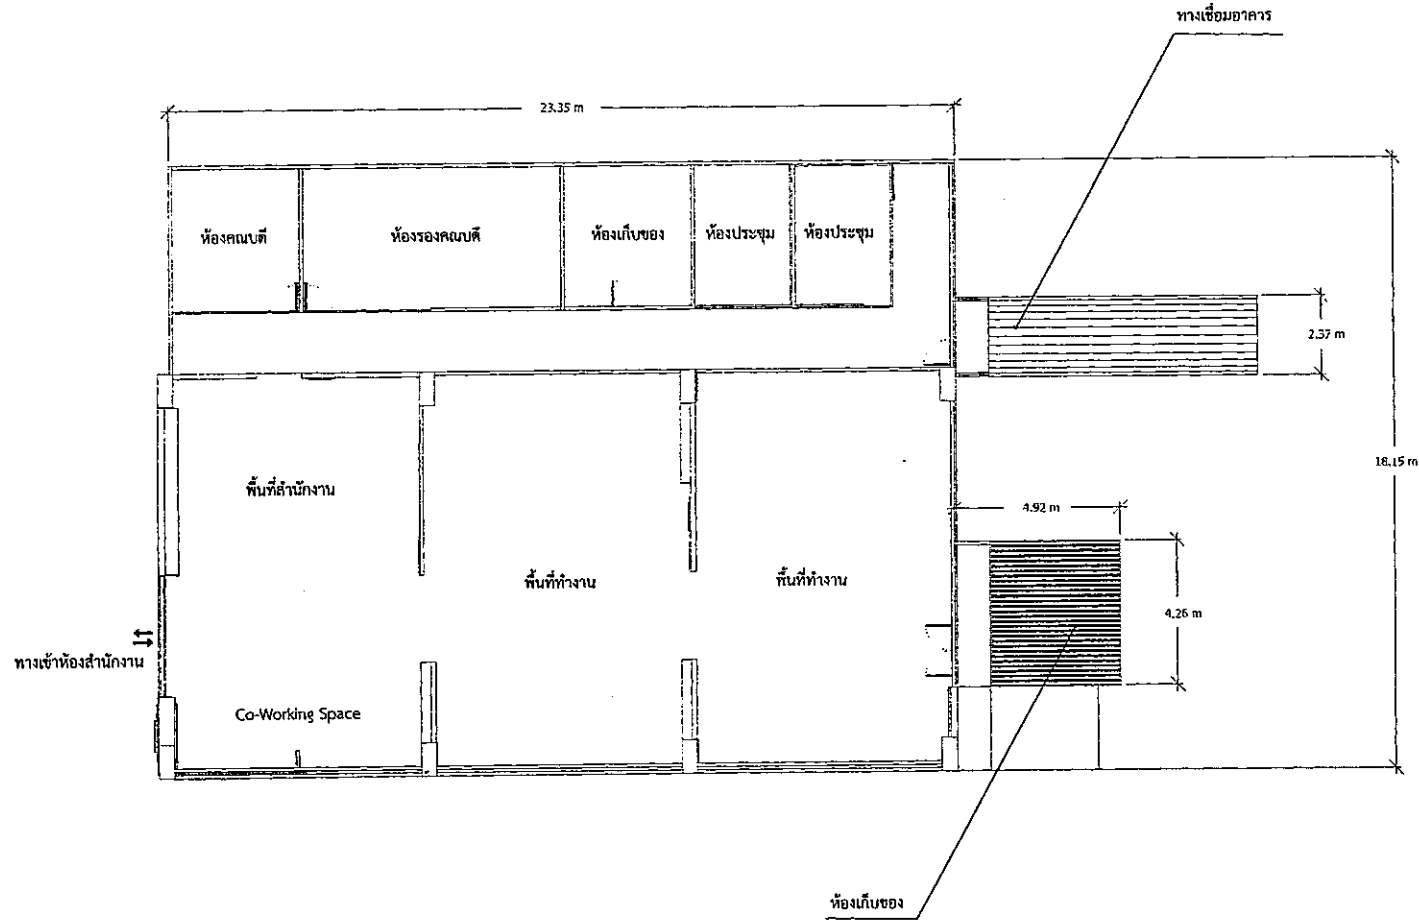 ทางเชื่อมอาคาร
23.35 m
ห้องคณบดี
ห้องรองคณบดี
ห้องเก็บของ
ห้องประชุม
ห้องประชุม
2.37 m
18.15 m
พื้นที่สำนักงาน
4.92 m
พื้นที่ทำงาน
พื้นที่ทำงาน
4.26 m
ทางเข้าห้องสำนักงาน
Co-Working Space
ห้องเก็บของ